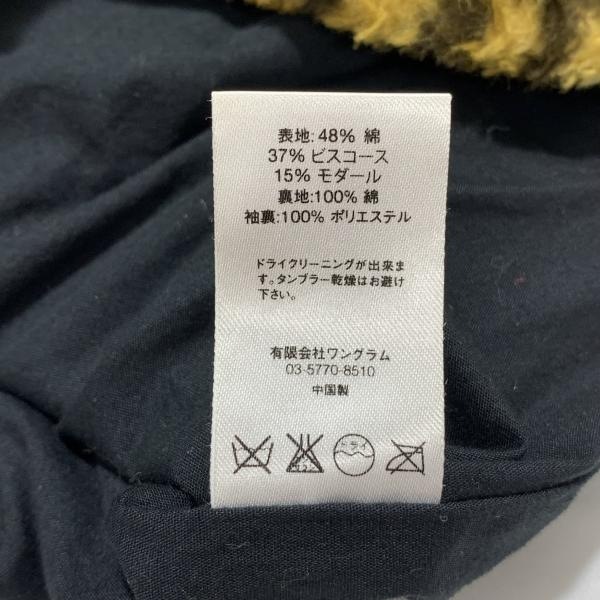 表地:48% 綿
37% ビスコース
15% モダール
裏地:100% 綿
袖裏:100% ポリエステル
ドライクリーニングが出来ま
す。タンブラー乾燥はお避け
下さい。
有限会社ワングラム
03-5770-8510
中国製
ドライ